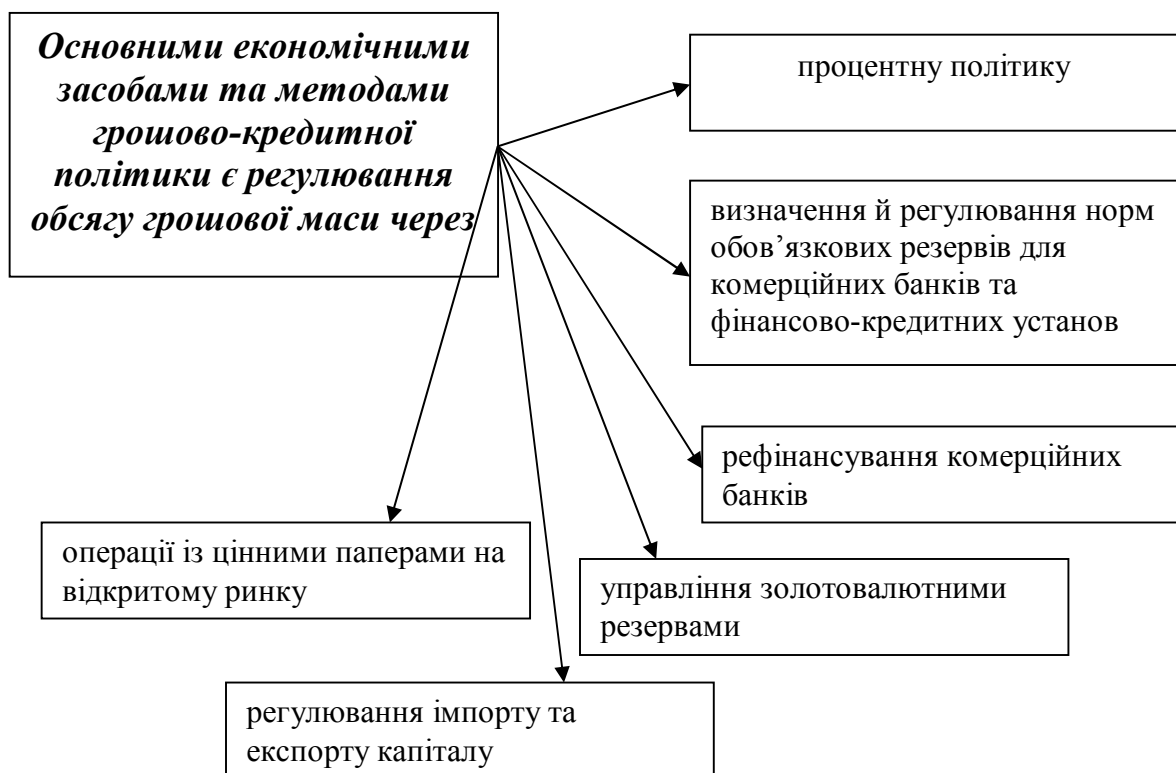 Основними економічними
засобами та методами
грошово-кредитної
політики є регулювання
обсягу грошової маси через
процентну політику
визначення й регулювання норм
обов’язкових резервів для
комерційних банків та
фінансово-кредитних установ
рефінансування комерційних
банків
операції із цінними паперами на
відкритому ринку
управління золотовалютними
резервами
регулювання імпорту та
експорту капіталу